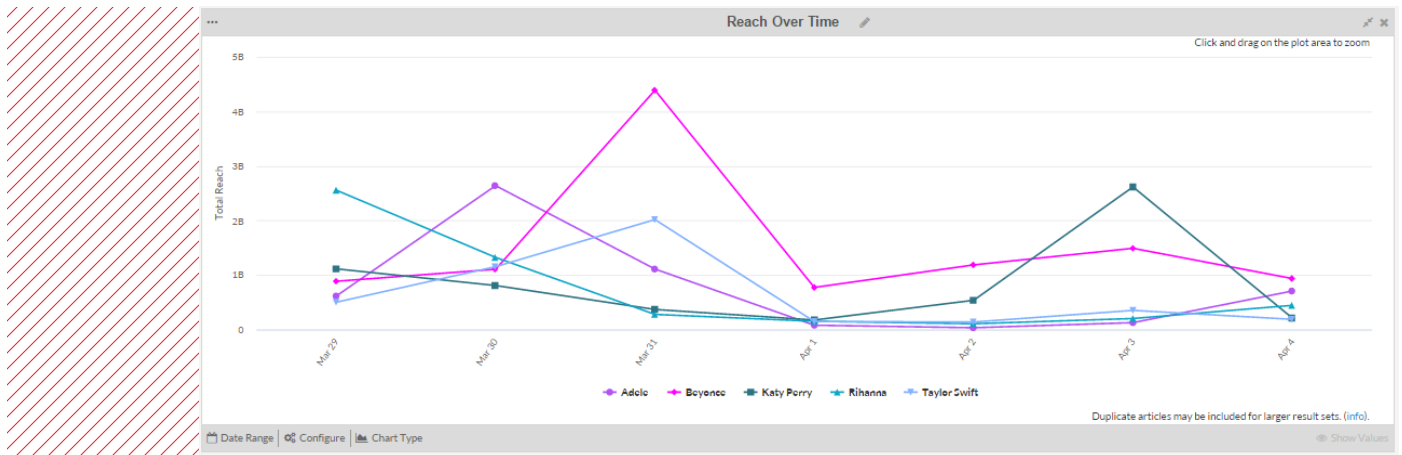 Reach Over Time
Click and drag on the plot area to zoom
5B
4B
3B
2B
1B
0
Total Reach
Mar 29
Mar 30
Mar 31
Apr 1
Apr 2
Apr 3
Apr 4
Adele Beyonce Katy Perry Rihanna Taylor Swift
Duplicate articles may be included for larger result sets. (info).
Date Range Configure Chart Type Show Values